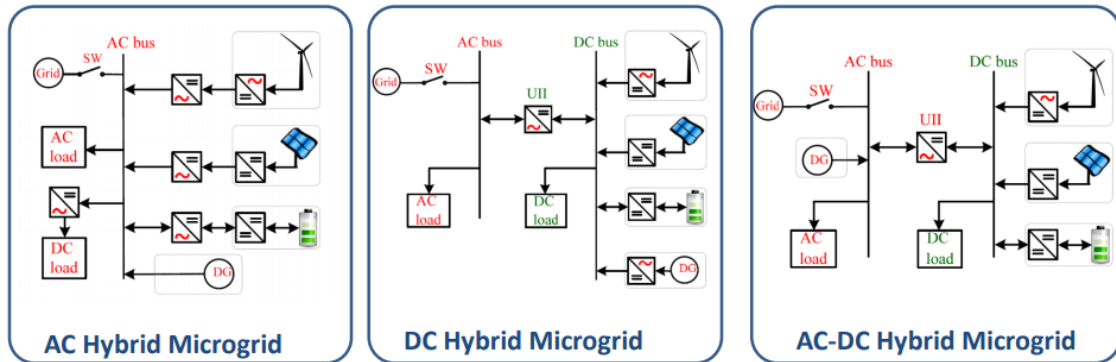 AC bus
SW
Grid
AC
load
DC
load
DG
AC Hybrid Microgrid
AC bus
DC bus
Grid
SW
UII
AC
load
DC
load
DG
DC Hybrid Microgrid
AC bus
DC bus
SW
Grid
UII
DG
AC
load
DC
load
AC-DC Hybrid Microgrid